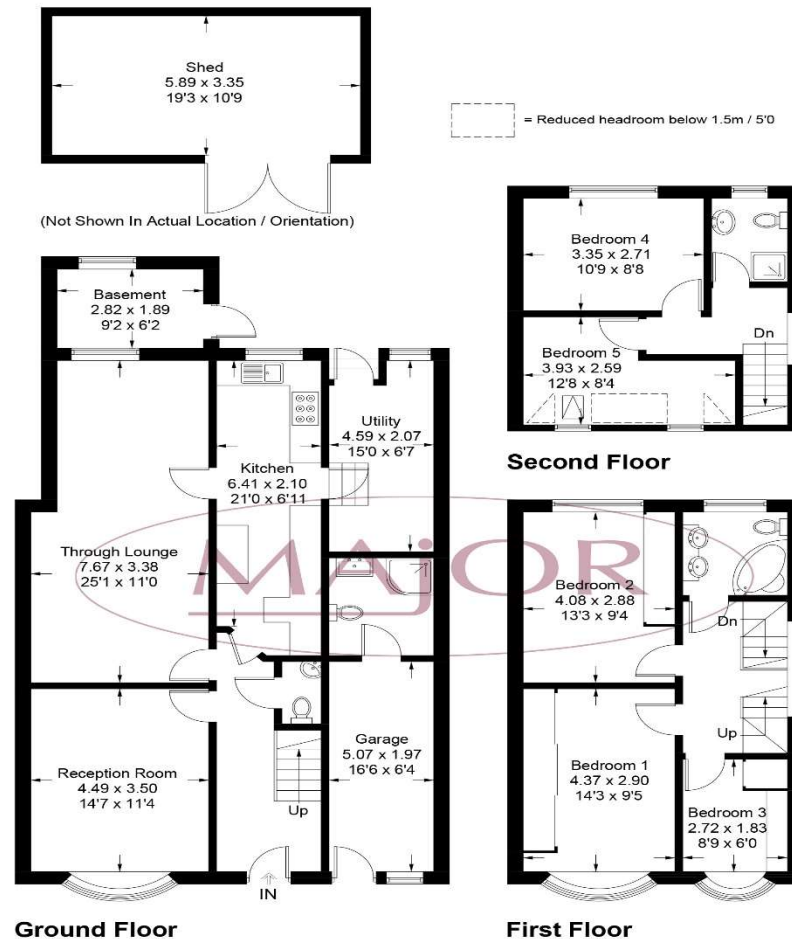 Shed
5.89 x 3.35
19'3 x 10'9
= Reduced headroom below 1.5m / 5'0
(Not Shown In Actual Location / Orientation)
Basement
2.82 x 1.89
9'2 x 6'2
Bedroom 4
3.35 x 2.71
10'9 x 8'8
Dn
Bedroom 5
3.93 x 2.59
12'8 x 8'4
Second Floor
Utility
4.59 x 2.07
15'0 x 6'7
Kitchen
6.41 x 2.10
21'0 x 6'11
Through Lounge
7.67 x 3.38
25'1 x 11'0
MAJOR
Bedroom 2
4.08 x 2.88
13'3 x 9'4
Dn
Up
Reception Room
4.49 x 3.50
14'7 x 11'4
Up
Garage
5.07 x 1.97
16'6 x 6'4
Bedroom 1
4.37 x 2.90
14'3 x 9'5
Bedroom 3
2.72 x 1.83
8'9 x 6'0
IN
Ground Floor
First Floor